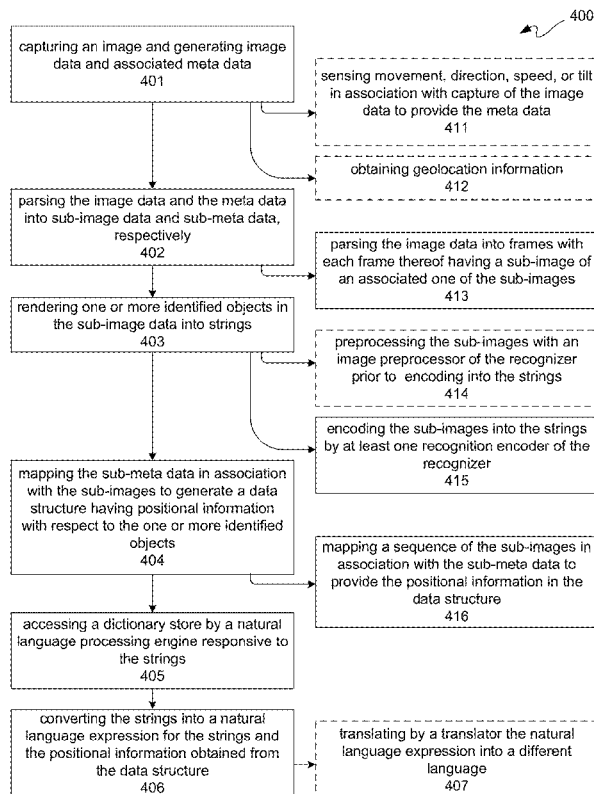 400
capturing an image and generating image
data and associated meta data
401
sensing movement, direction, speed, or tilt
in association with capture of the image
data to provide the meta data
411
obtaining geolocation information
412
parsing the image data and the meta data
into sub-image data and sub-meta data,
respectively
402
parsing the image data into frames with
each frame thereof having a sub-image of
an associated one of the sub-images
413
rendering one or more identified objects in
the sub-image data into strings
403
preprocessing the sub-images with an
image preprocessor of the recognizer
prior to encoding into the strings
414
encoding the sub-images into the strings
by at least one recognition encoder of the
recognizer
415
mapping the sub-meta data in association
with the sub-images to generate a data
structure having positional information
with respect to the one or more identified
objects
404
mapping a sequence of the sub-images in
association with the sub-meta data to
provide the positional information in the
data structure
416
accessing a dictionary store by a natural
language processing engine responsive to
the strings
405
converting the strings into a natural
language expression for the strings and
the positional information obtained from
the data structure
406
translating by a translator the natural
language expression into a different
language
407